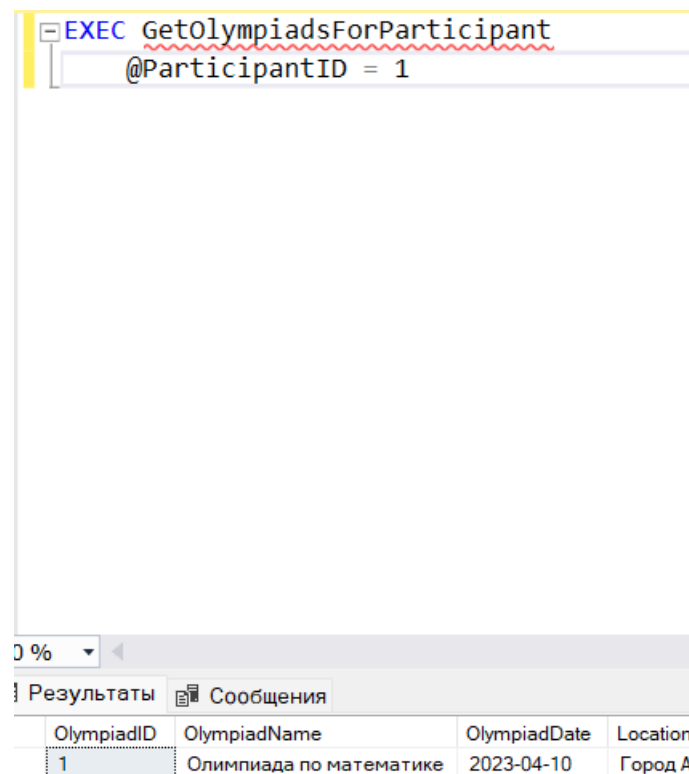 EXEC GetOlympiadsForParticipant
@ParticipantID = 1
0 %
Результаты Сообщения
OlympiadID OlympiadName OlympiadDate Location
1 Олимпиада по математике 2023-04-10 Город А